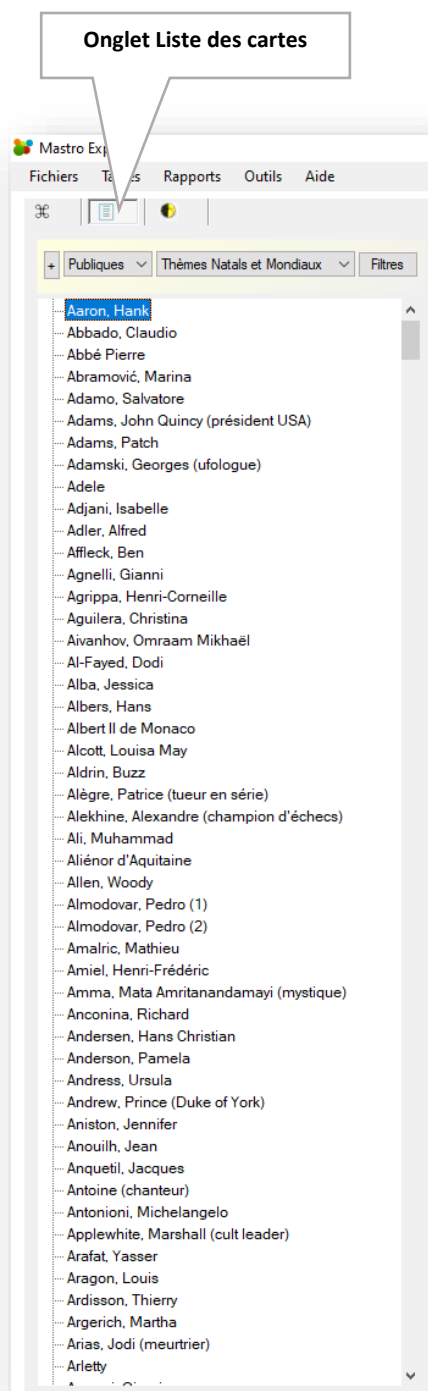 Onglet Liste des cartes
Mastro Exp
Fichiers Tables Rapports Outils Aide
+ Publiques Thèmes Natals et Mondiaux Filtres
Aaron, Hank
Abbado, Claudio
Abbé Pierre
Abramović, Marina
Adamo, Salvatore
Adams, John Quincy (président USA)
Adams, Patch
Adamski, Georges (ufologue)
Adele
Adjani, Isabelle
Adler, Alfred
Affleck, Ben
Agnelli, Gianni
Agrippa, Henri-Corneille
Aguilera, Christina
Aivanhov, Omraam Mikhaël
Al-Fayed, Dodi
Alba, Jessica
Albers, Hans
Albert II de Monaco
Alcott, Louisa May
Aldrin, Buzz
Alègre, Patrice (tueur en série)
Alekhine, Alexandre (champion d'échecs)
Ali, Muhammad
Aliénor d'Aquitaine
Allen, Woody
Almodovar, Pedro (1)
Almodovar, Pedro (2)
Amalric, Mathieu
Amiel, Henri-Frédéric
Amma, Mata Amritanandamayi (mystique)
Anconina, Richard
Andersen, Hans Christian
Anderson, Pamela
Andress, Ursula
Andrew, Prince (Duke of York)
Aniston, Jennifer
Anouilh, Jean
Anquetil, Jacques
Antoine (chanteur)
Antonioni, Michelangelo
Applewhite, Marshall (cult leader)
Arafat, Yasser
Aragon, Louis
Ardisson, Thierry
Argerich, Martha
Arias, Jodi (meurtrier)
Arletty